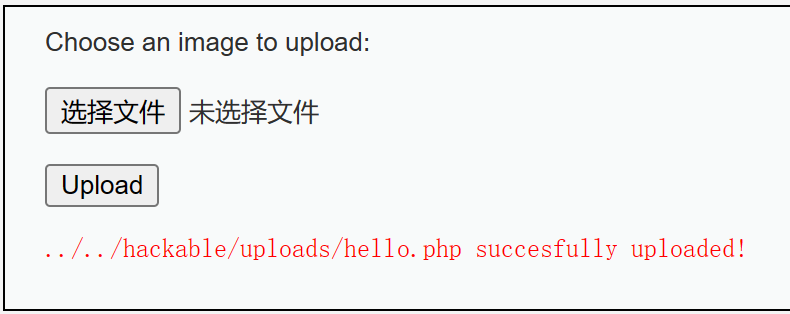 Choose an image to upload:
选择文件 未选择文件
Upload
../../hackable/uploads/hello.php succesfully uploaded!